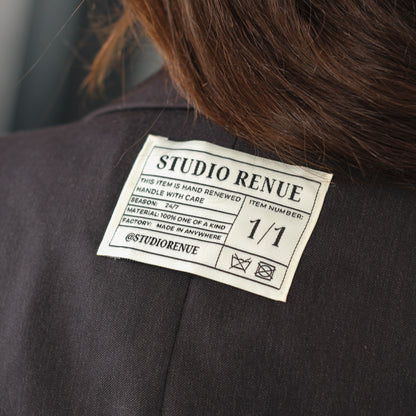 STUDIO RENUE
THIS ITEM IS HAND RENEWED
HANDLE WITH CARE
SEASON: 24/7
MATERIAL: 100% ONE OF A KIND
FACTORY: MADE IN ANYWHERE
@STUDIORENUE
ITEM NUMBER:
1/1